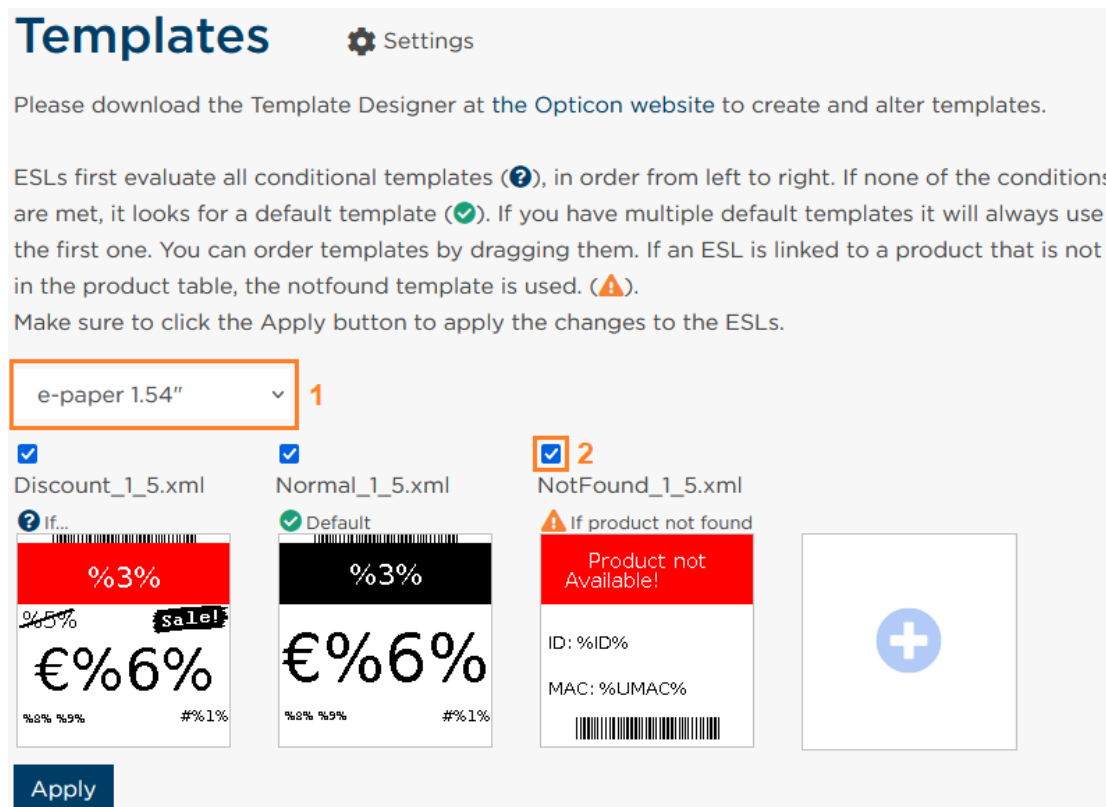 Templates
Settings
Please download the Template Designer at the Opticon website to create and alter templates.
ESLs first evaluate all conditional templates (?), in order from left to right. If none of the conditions
are met, it looks for a default template (✓). If you have multiple default templates it will always use
the first one. You can order templates by dragging them. If an ESL is linked to a product that is not
in the product table, the notfound template is used. (⚠).
Make sure to click the Apply button to apply the changes to the ESLs.
e-paper 1.54" 1
2
Discount_1_5.xml Normal_1_5.xml NotFound_1_5.xml
? If... Default If product not found
%3%
%5% Sale!
€%6%
%8% %9% #%1%
%3%
€%6%
%8% %9% #%1%
Product not
Available!
ID: %ID%
MAC: %UMAC%
Apply